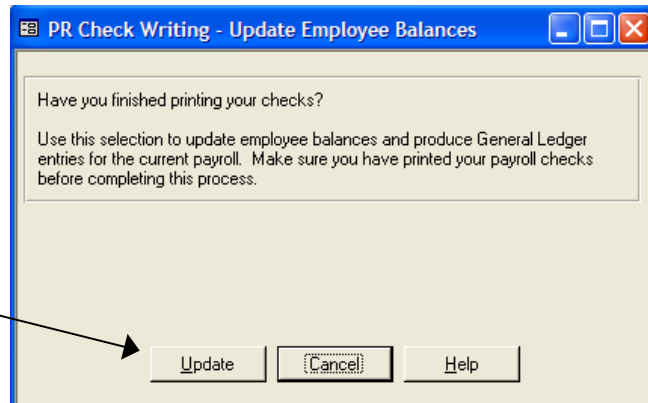 PR Check Writing - Update Employee Balances
Have you finished printing your checks?
Use this selection to update employee balances and produce General Ledger
entries for the current payroll. Make sure you have printed your payroll checks
before completing this process.
Update Cancel Help